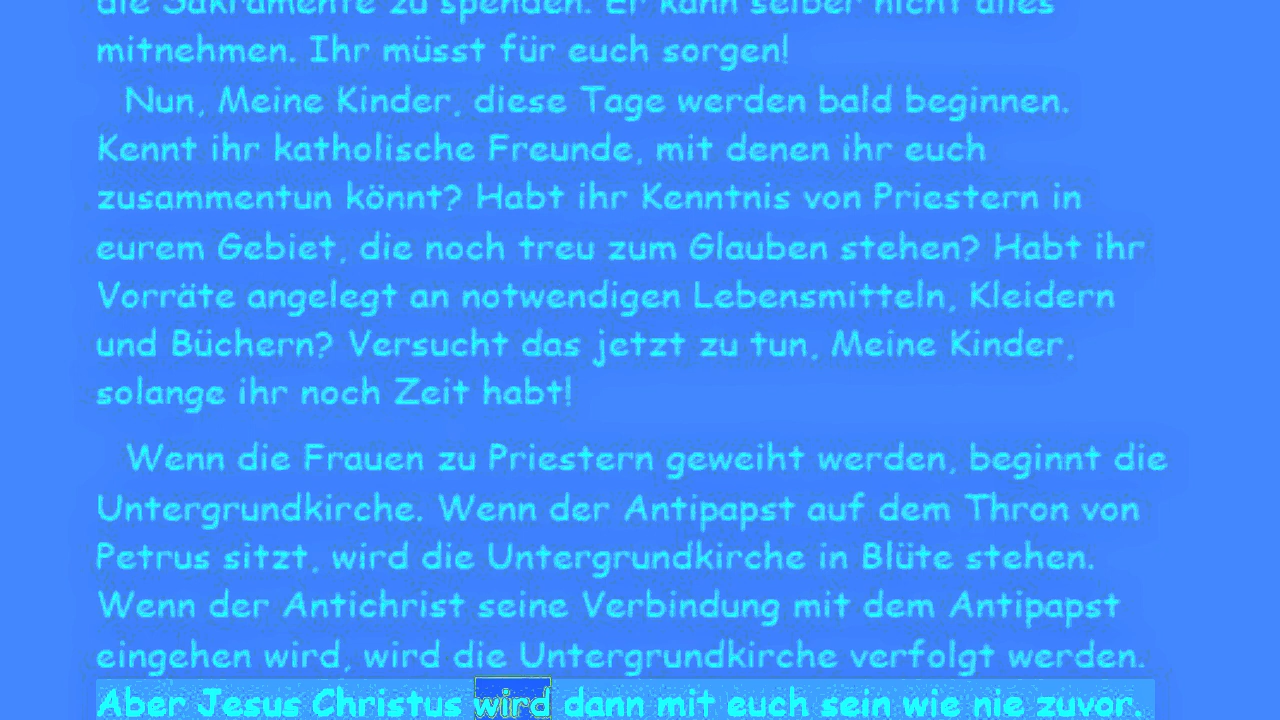 die Sakramente zu spenden. Er kann selber nicht alles
mitnehmen. Ihr müsst für euch sorgen!
Nun, Meine Kinder, diese Tage werden bald beginnen.
Kennt ihr katholische Freunde, mit denen ihr euch
zusammentun könnt? Habt ihr Kenntnis von Priestern in
eurem Gebiet, die noch treu zum Glauben stehen? Habt ihr
Vorräte angelegt an notwendigen Lebensmitteln, Kleidern
und Büchern? Versucht das jetzt zu tun, Meine Kinder,
solange ihr noch Zeit habt!
Wenn die Frauen zu Priestern geweiht werden, beginnt die
Untergrundkirche. Wenn der Antipapst auf dem Thron von
Petrus sitzt, wird die Untergrundkirche in Blüte stehen.
Wenn der Antichrist seine Verbindung mit dem Antipapst
eingehen wird, wird die Untergrundkirche verfolgt werden.
Aber Jesus Christus wird dann mit euch sein wie nie zuvor.